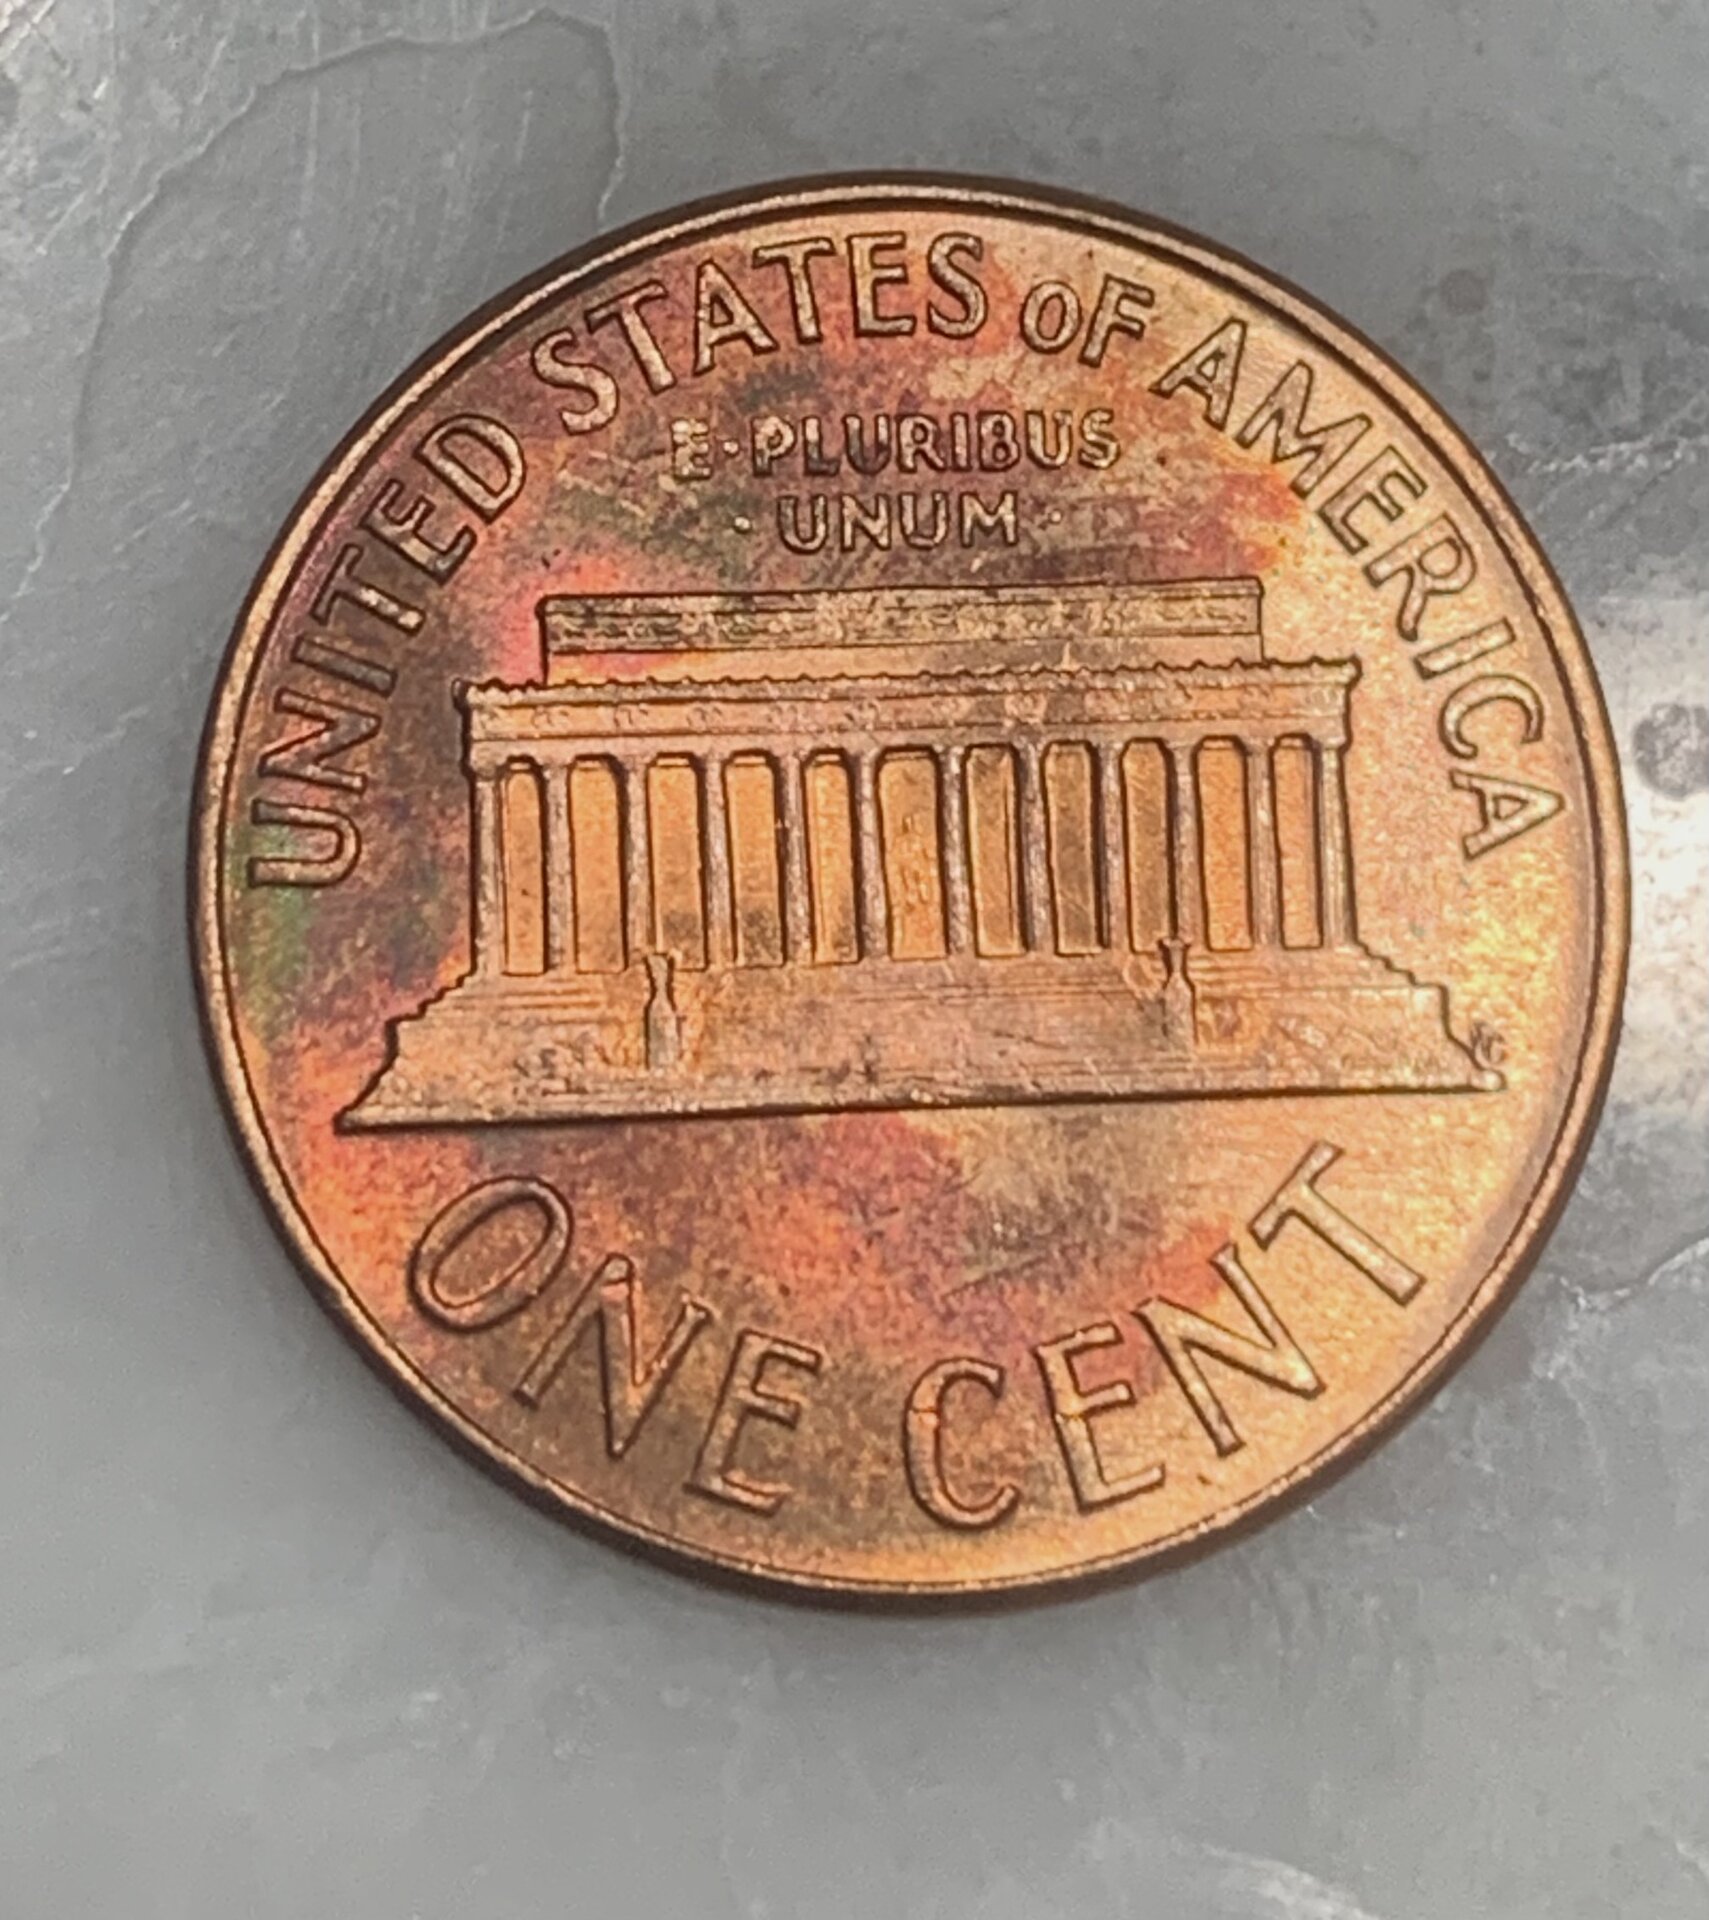 UNITED STATES OF AMERICA
E·PLURIBUS
·UNUM·
ONE CENT